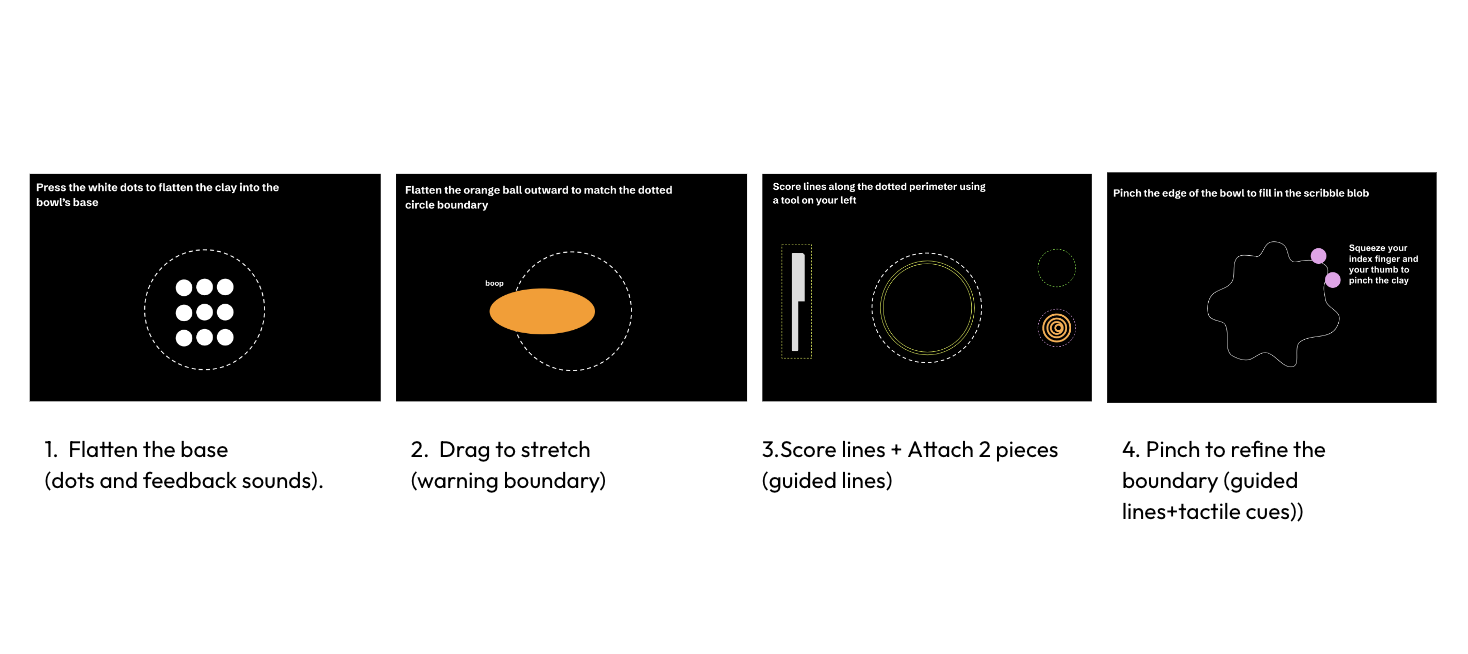 Press the white dots to flatten the clay into the
bowl's base
Flatten the orange ball outward to match the dotted
circle boundary
boop
Score lines along the dotted perimeter using
a tool on your left
Pinch the edge of the bowl to fill in the scribble blob
Squeeze your
index finger and
your thumb to
pinch the clay
1. Flatten the base
(dots and feedback sounds).
2. Drag to stretch
(warning boundary)
3.Score lines + Attach 2 pieces
(guided lines)
4. Pinch to refine the
boundary (guided
lines+tactile cues))